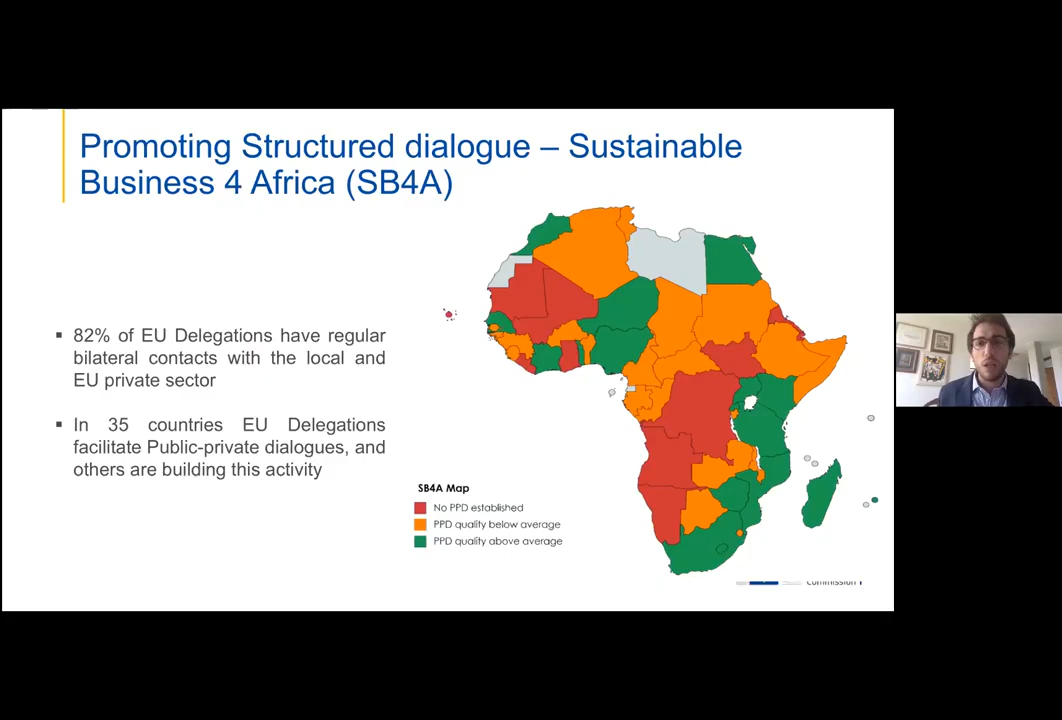 Promoting Structured dialogue – Sustainable
Business 4 Africa (SB4A)
▪ 82% of EU Delegations have regular
bilateral contacts with the local and
EU private sector
▪ In 35 countries EU Delegations
facilitate Public-private dialogues, and
others are building this activity
SB4A Map
No PPD established
PPD quality below average
PPD quality above average
Commission